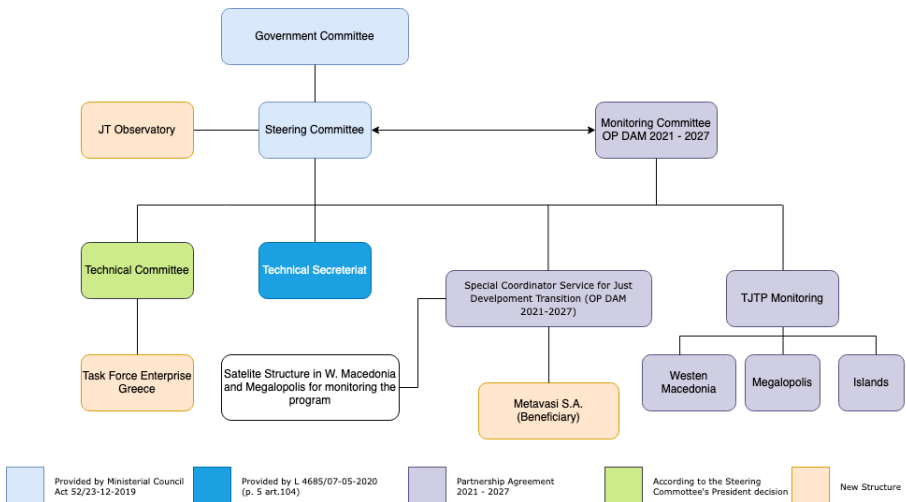 Government Committee
JT Observatory
Steering Committee
Monitoring Committee
OP DAM 2021 - 2027
Technical Committee
Technical Secreteriat
Special Coordinator Service for Just
Develpoment Transition (OP DAM
2021-2027)
TJTP Monitoring
Task Force Enterprise
Greece
Satelite Structure in W. Macedonia
and Megalopolis for monitoring the
program
Metavasi S.A.
(Beneficiary)
Westen
Macedonia
Megalopolis
Islands
Provided by Ministerial Council
Act 52/23-12-2019
Provided by L 4685/07-05-2020
(p. 5 art.104)
Partnership Agreement
2021 - 2027
According to the Steering
Commottee's President decision
New Structure